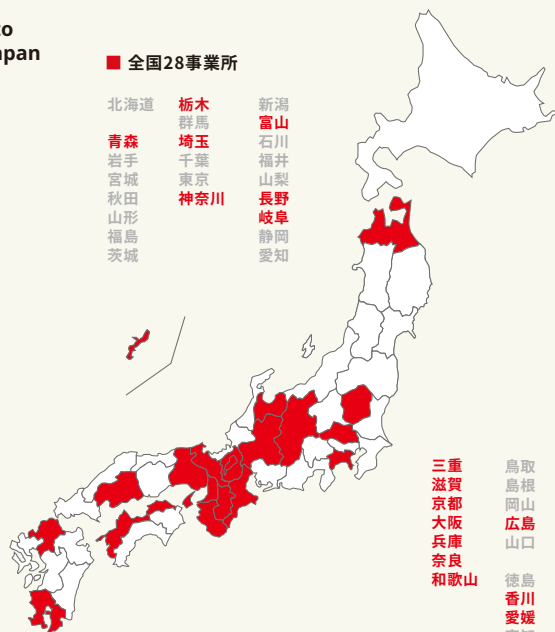 to
apan
全国28事業所
北海道
青森
岩手
宮城
秋田
山形
福島
茨城
栃木
群馬
埼玉
千葉
東京
神奈川
新潟
富山
石川
福井
山梨
長野
岐阜
静岡
愛知
三重
滋賀
京都
大阪
兵庫
奈良
和歌山
鳥取
島根
岡山
広島
山口
徳島
香川
愛媛